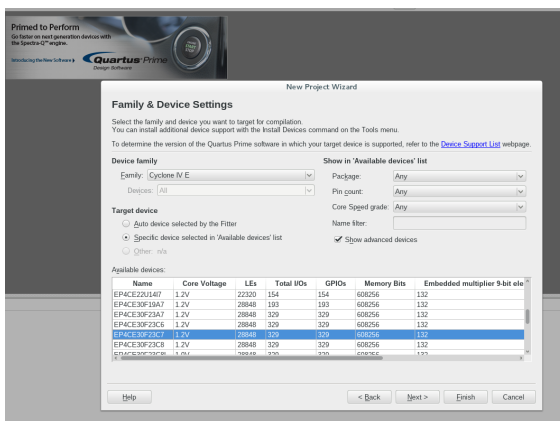 Primed to Perform
Go faster on next generation devices with
the Spectra-Q™ engine.
Introducing the New Software
Quartus Prime
Design Software
START
STOP
New Project Wizard
Family & Device Settings
Select the family and device you want to target for compilation.
You can install additional device support with the Install Devices command on the Tools menu.
To determine the version of the Quartus Prime software in which your target device is supported, refer to the Device Support List webpage.
Device family
Family: Cyclone IV E
Devices: All
Target device
Auto device selected by the Fitter
Specific device selected in 'Available devices' list
Other: n/a
Show in 'Available devices' list
Package: Any
Pin count: Any
Core Speed grade: Any
Name filter:
Show advanced devices
Available devices:
Name Core Voltage LEs Total I/Os GPIOs Memory Bits Embedded multiplier 9-bit ele
EP4CE22U14I7 1.2V 22320 154 154 608256 132
EP4CE30F19A7 1.2V 28848 193 193 608256 132
EP4CE30F23A7 1.2V 28848 329 329 608256 132
EP4CE30F23C6 1.2V 28848 329 329 608256 132
EP4CE30F23C7 1.2V 28848 329 329 608256 132
EP4CE30F23C8 1.2V 28848 329 329 608256 132
1.0V 28848 329 329 608256 132
Help
< Back
Next >
Finish
Cancel